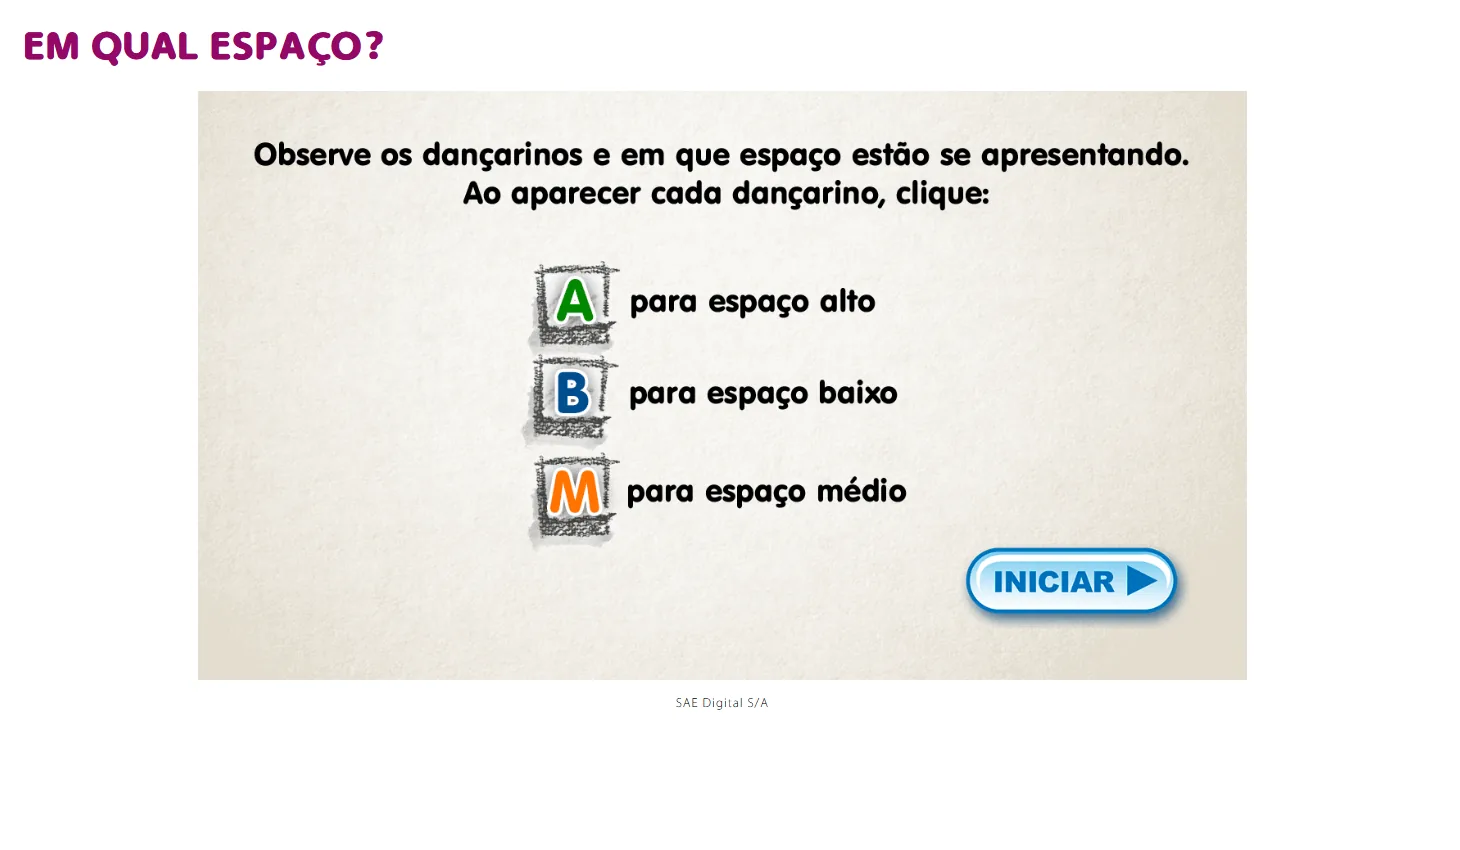 EM QUAL ESPAÇO?
Observe os dançarinos e em que espaço estão se apresentando.
Ao aparecer cada dançarino, clique:
A para espaço alto
B para espaço baixo
M para espaço médio
INICIAR
SAE Digital S/A